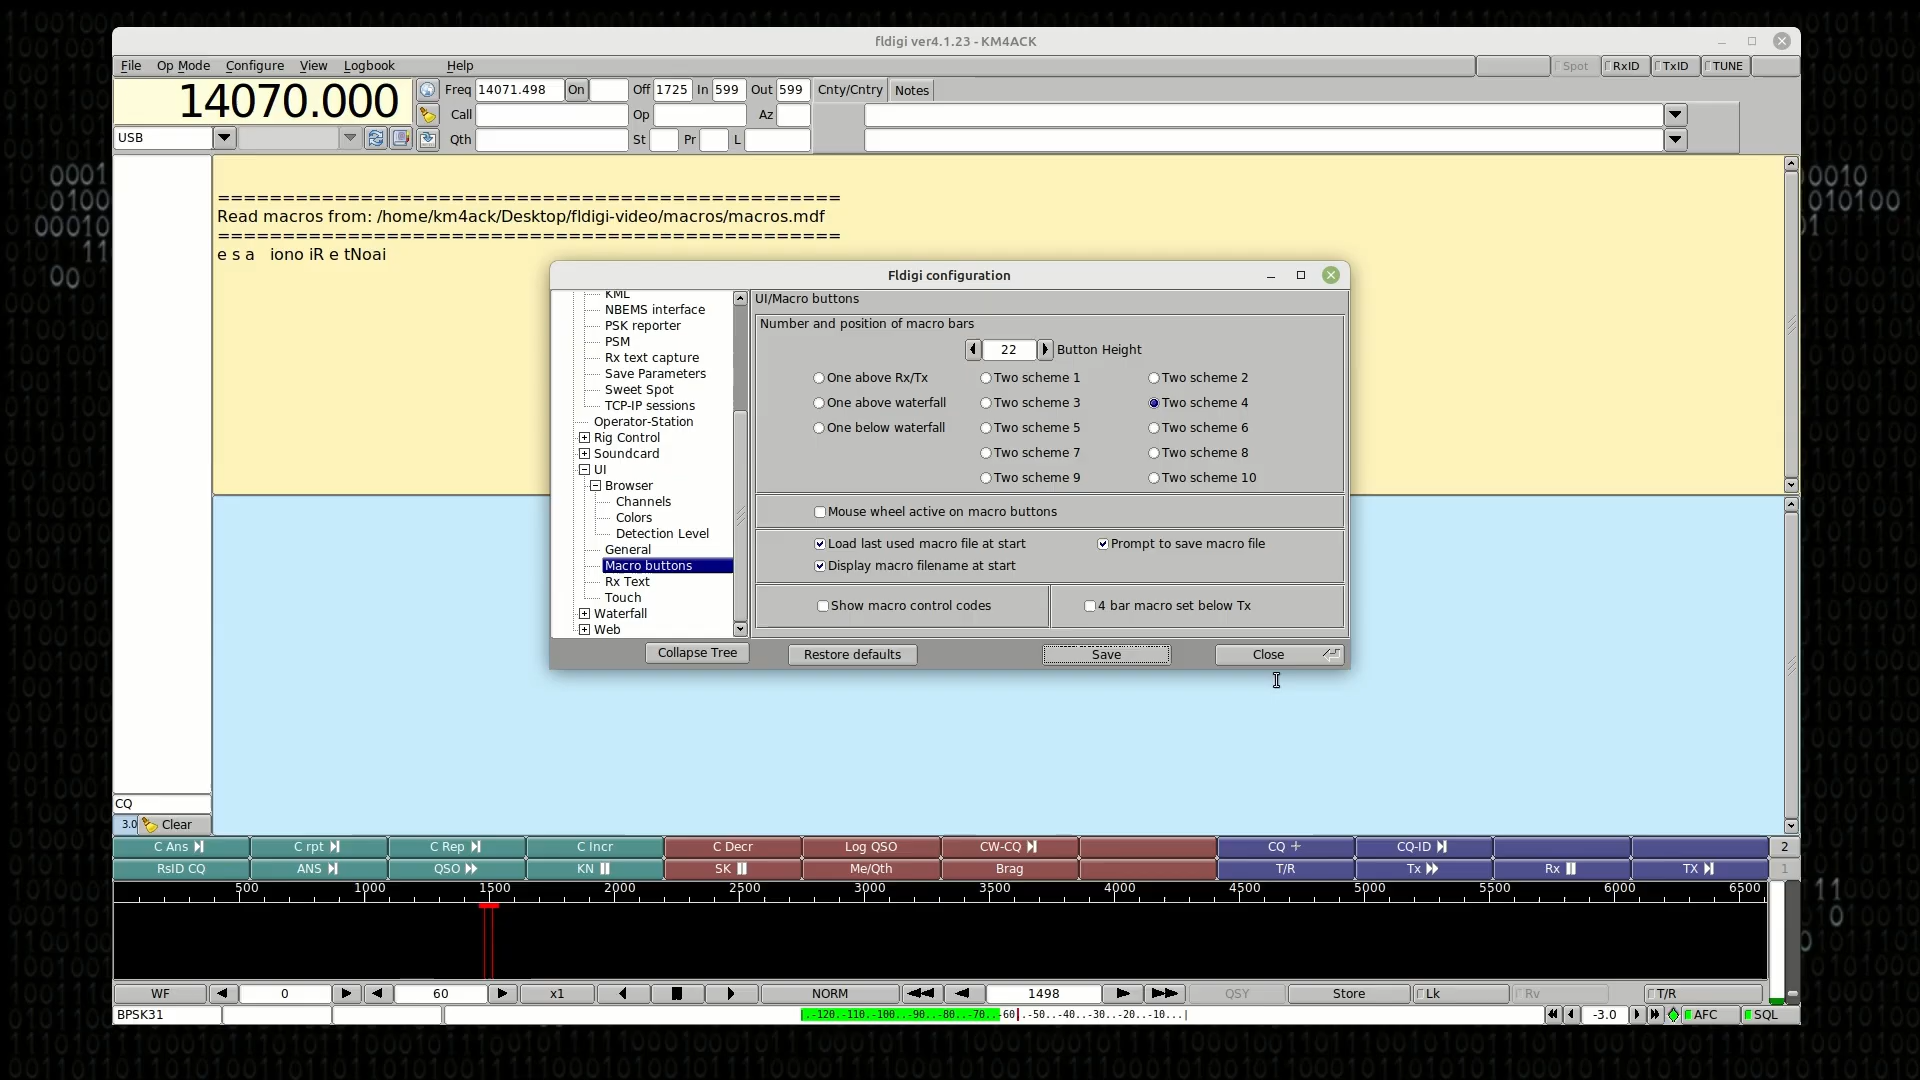 fldigi ver4.1.23 - KM4ACK
File Op Mode Configure View Logbook Help Spot RxID TxID TUNE
14070.000
Freq 14071.498 On Off 1725 In 599 Out 599 Cnty/Cntry Notes
Call Op Az
USB
Qth St Pr L
==================================================
Read macros from: /home/km4ack/Desktop/fldigi-video/macros/macros.mdf
==================================================
e s a iono iR e tNoai
Fldigi configuration
KML
NBEMS interface
PSK reporter
PSM
Rx text capture
Save Parameters
Sweet Spot
TCP-IP sessions
Operator-Station
Rig Control
Soundcard
UI
Browser
Channels
Colors
Detection Level
General
Macro buttons
Rx Text
Touch
Waterfall
Web
Collapse Tree
UI/Macro buttons
Number and position of macro bars
22 Button Height
One above Rx/Tx Two scheme 1 Two scheme 2
One above waterfall Two scheme 3 Two scheme 4
One below waterfall Two scheme 5 Two scheme 6
Two scheme 7 Two scheme 8
Two scheme 9 Two scheme 10
Mouse wheel active on macro buttons
Load last used macro file at start Prompt to save macro file
Display macro filename at start
Show macro control codes 4 bar macro set below Tx
Restore defaults Save Close
CQ
3.0 Clear
C Ans C rpt C Rep C Incr C Decr Log QSO CW-CQ CQ CQ-ID 2
RsID CQ ANS QSO KN SK Me/Qth Brag T/R Tx Rx TX 1
500 1000 1500 2000 2500 3000 3500 4000 4500 5000 5500 6000 6500
WF 0 60 x1 NORM 1498 QSY Store Lk Rv T/R
BPSK31 |..-120.-110.-100..-90..-80..-70..-60|.-50..-40..-30..-20..-10...| -3.0 AFC SQL